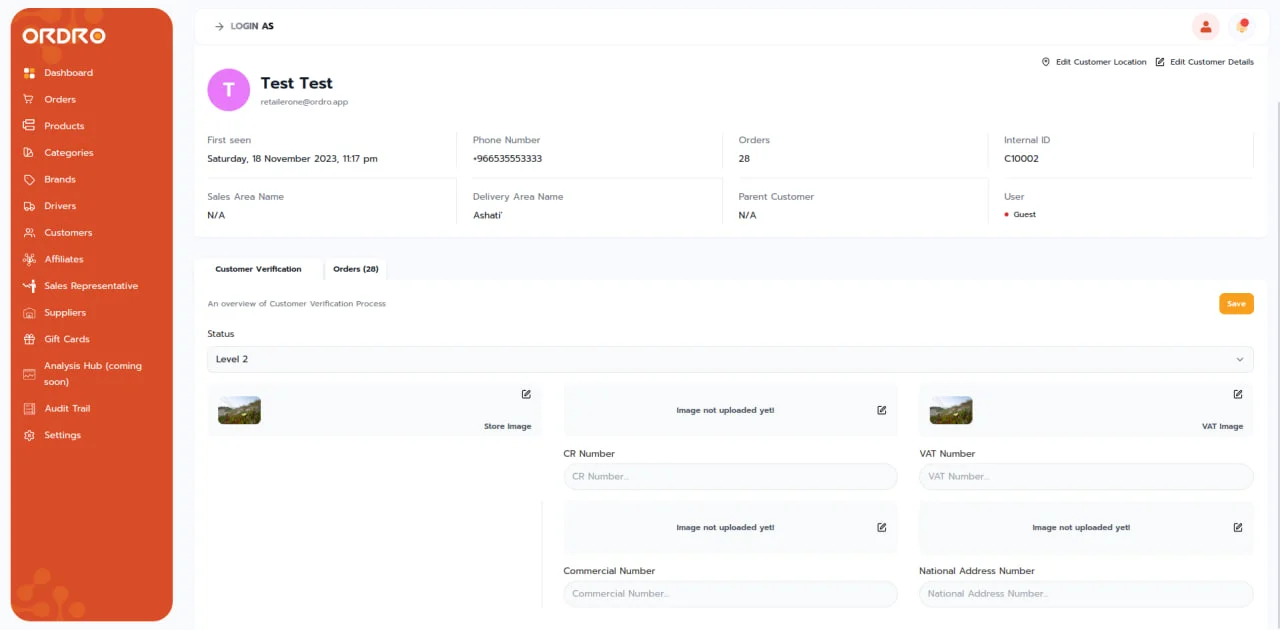 ORDRO
Dashboard
Orders
Products
Categories
Brands
Drivers
Customers
Affiliates
Sales Representative
Suppliers
Gift Cards
Analysis Hub (coming
soon)
Audit Trail
Settings
LOGIN AS
Edit Customer Location
Edit Customer Details
T
Test Test
retailerone@ordro.app
First seen
Saturday, 18 November 2023, 11:17 pm
Phone Number
+966535553333
Orders
28
Internal ID
C10002
Sales Area Name
N/A
Delivery Area Name
Ashati'
Parent Customer
N/A
User
Guest
Customer Verification
Orders (28)
An overview of Customer Verification Process
Save
Status
Level 2
Store Image
Image not uploaded yet!
VAT Image
CR Number
CR Number...
VAT Number
VAT Number...
Image not uploaded yet!
Image not uploaded yet!
Commercial Number
Commercial Number...
National Address Number
National Address Number...